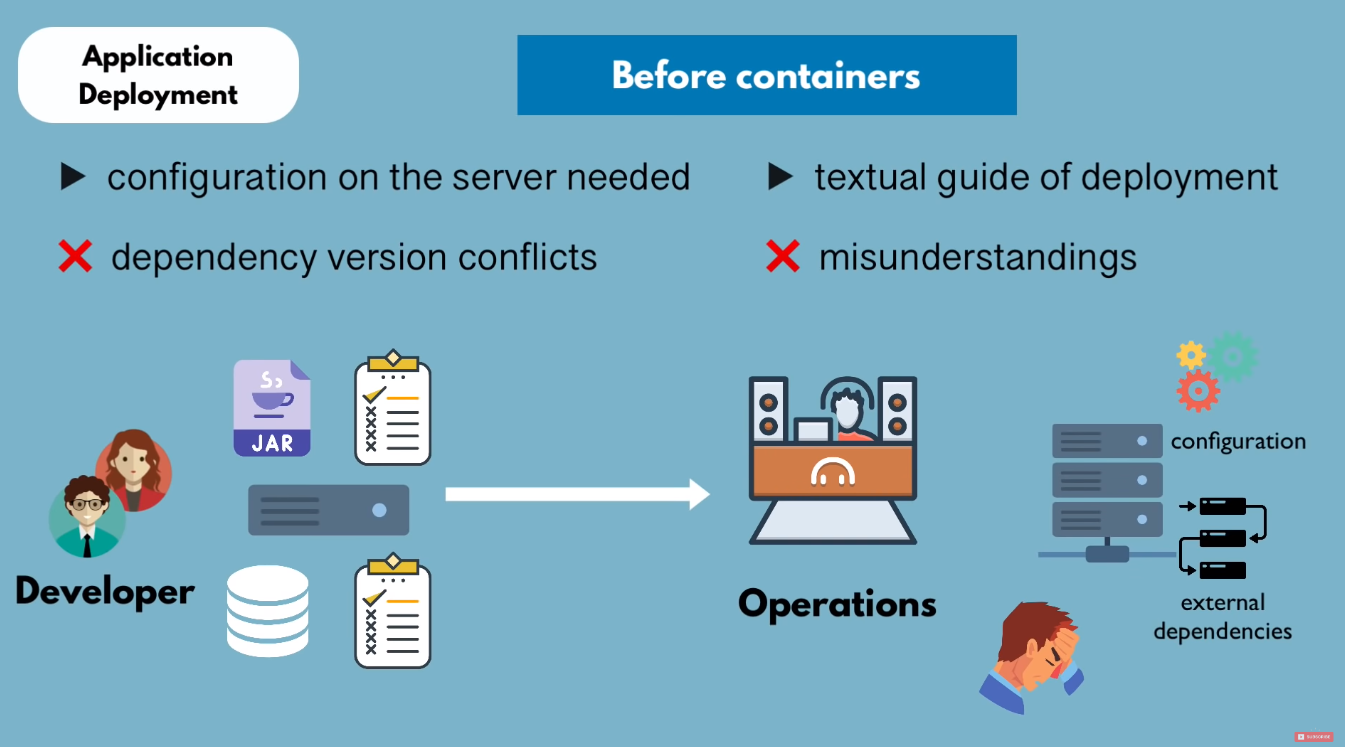 Application
Deployment
Before containers
configuration on the server needed
textual guide of deployment
dependency version conflicts
misunderstandings
JAR
configuration
Developer
Operations
external
dependencies
SUBSCRIBE